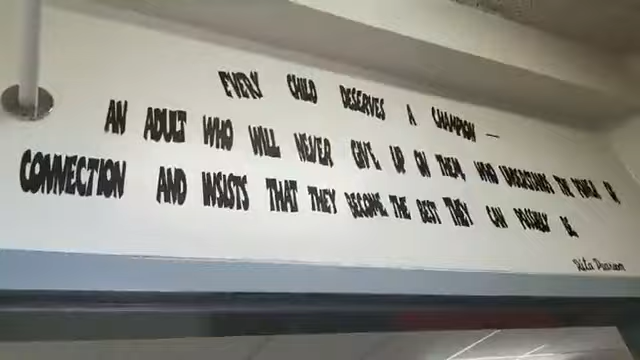 EVERY CHILD DESERVES A CHAMPION —
AN ADULT WHO WILL NEVER GIVE UP ON THEM, WHO UNDERSTANDS THE POWER OF
CONNECTION AND INSISTS THAT THEY BECOME THE BEST THEY CAN POSSIBLY BE.
Rita Pierson